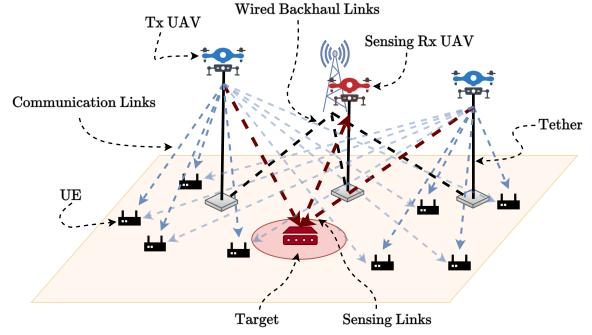 Wired Backhaul Links
Tx UAV
Sensing Rx UAV
Communication Links
Tether
UE
Target
Sensing Links